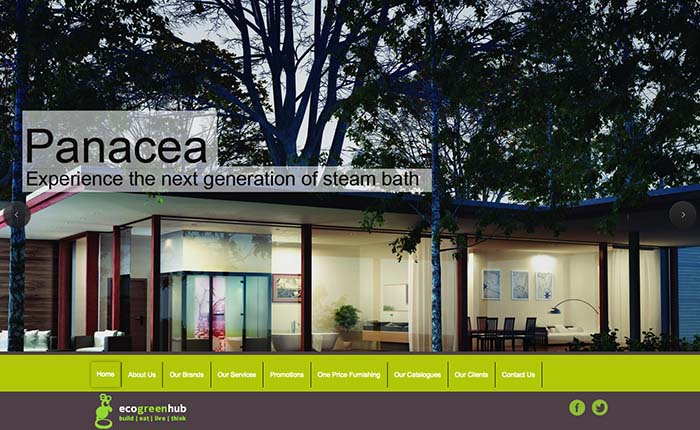 Panacea
Experience the next generation of steam bath
Home About Us Our Brands Our Services Promotions One Price Furnishing Our Catalogues Our Clients Contact Us
ecogreenhub
build | eat | live | think